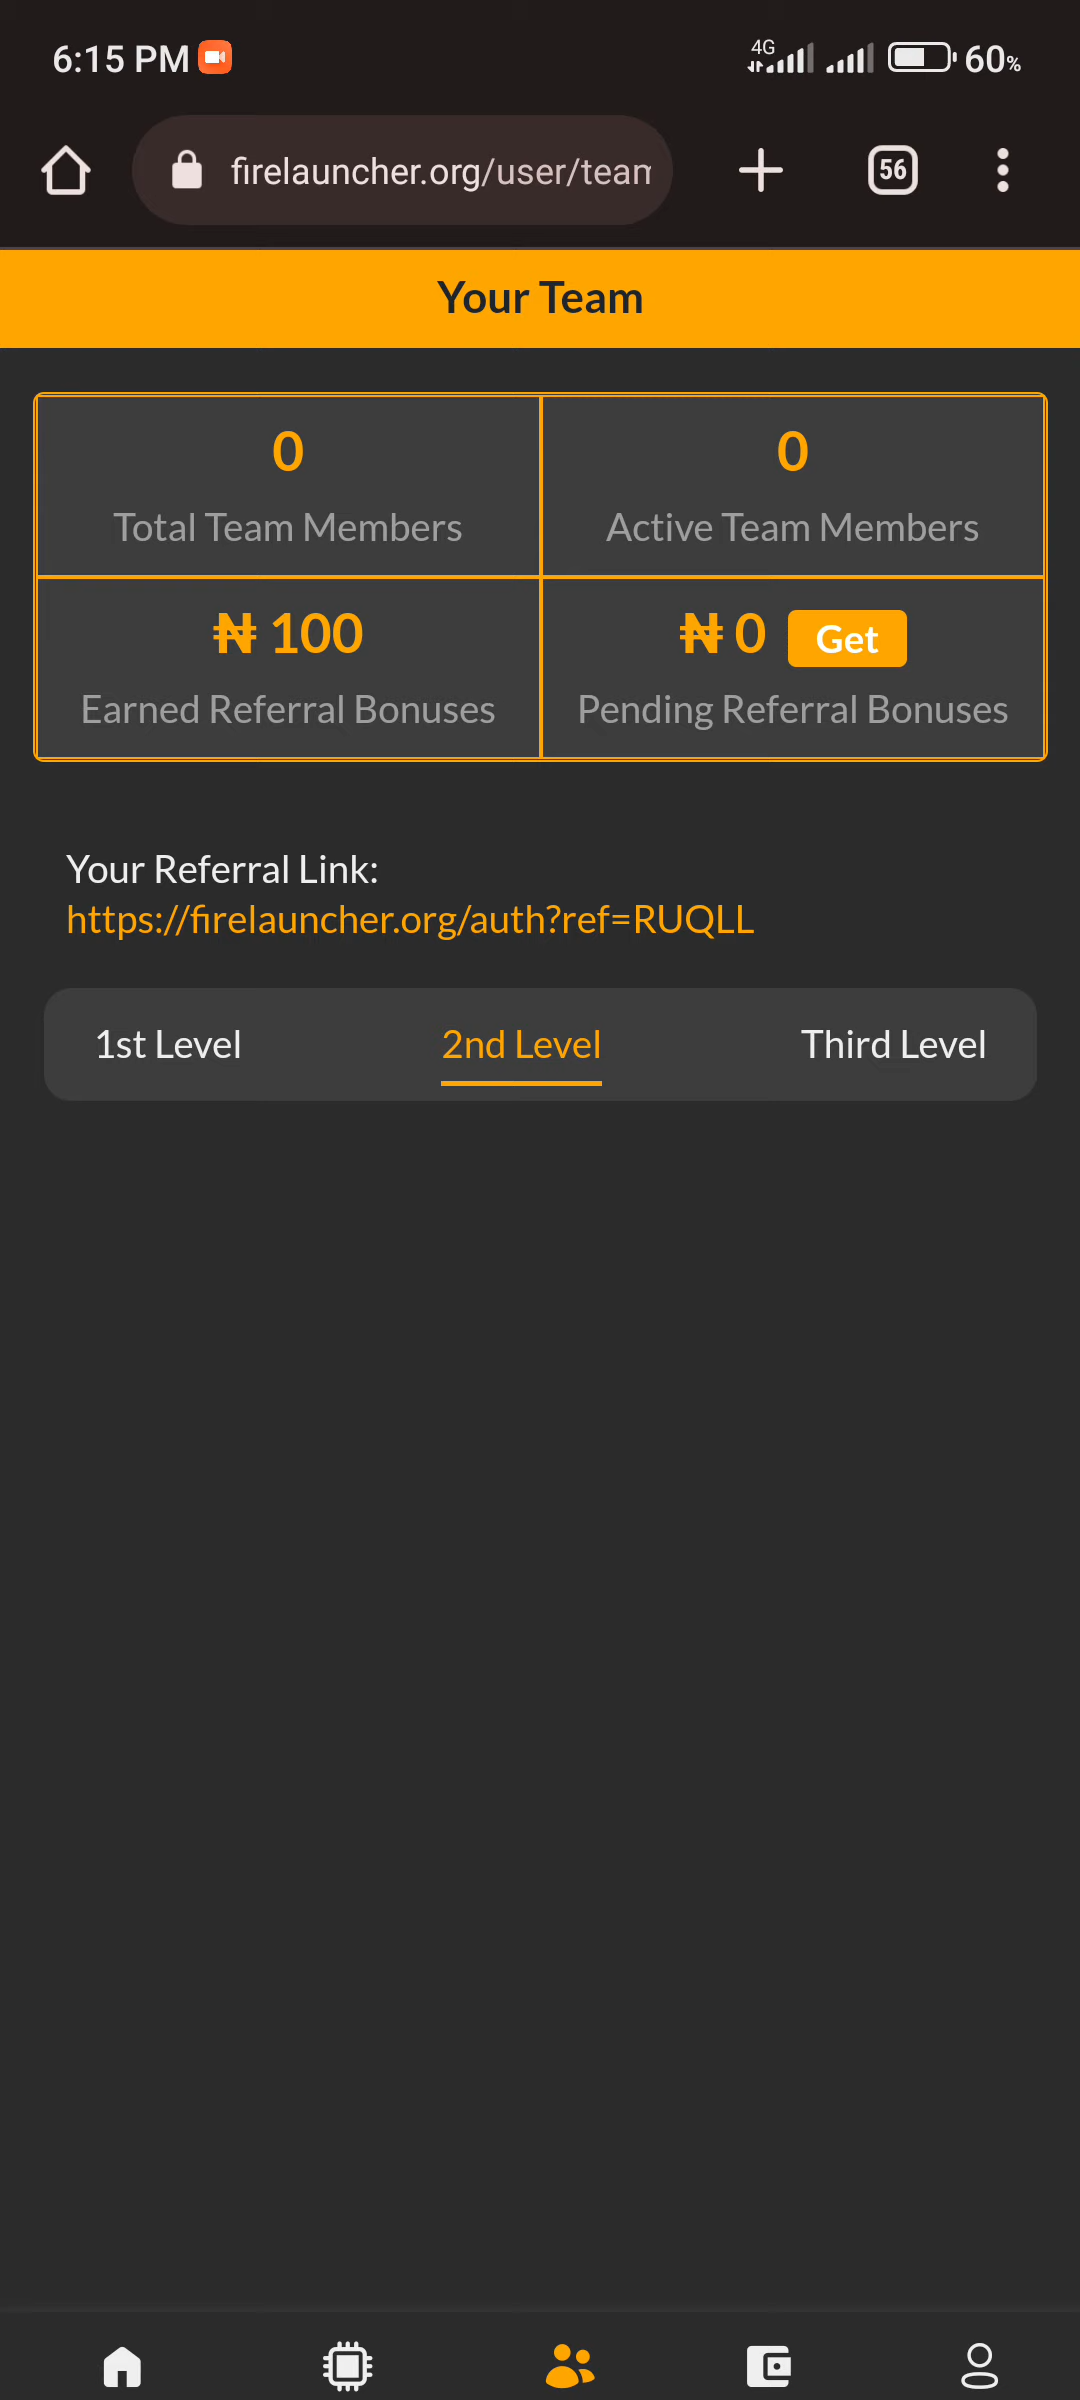 6:15 PM
4G
60%
firelauncher.org/user/team
56
Your Team
0
Total Team Members
0
Active Team Members
₦ 100
Earned Referral Bonuses
₦ 0 Get
Pending Referral Bonuses
Your Referral Link:
https://firelauncher.org/auth?ref=RUQLL
1st Level
2nd Level
Third Level